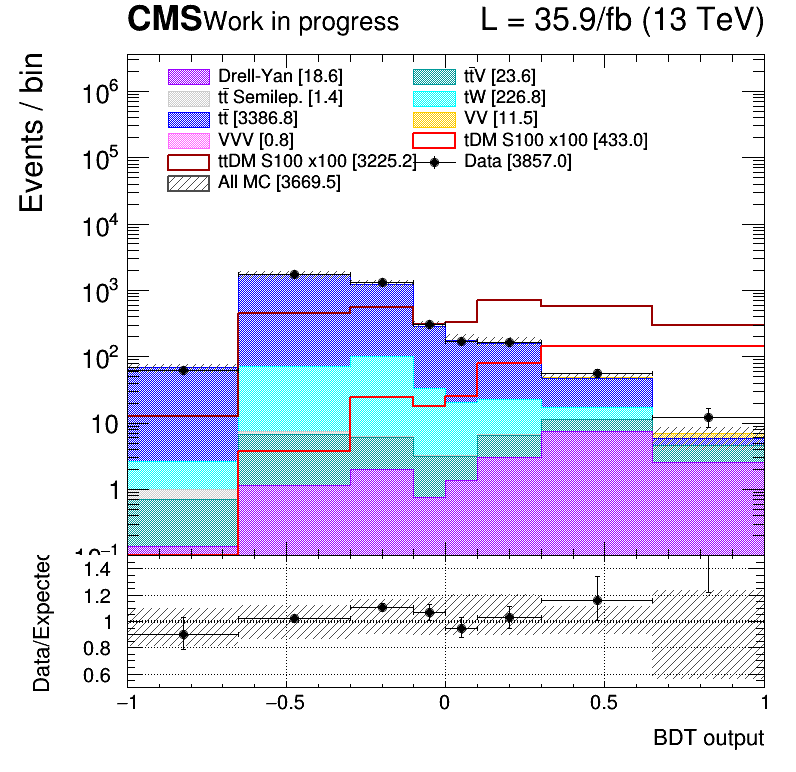 CMS Work in progress L = 35.9/fb (13 TeV)
Events / bin
Drell-Yan [18.6] tt̄V [23.6]
tt̄ Semilep. [1.4] tW [226.8]
tt̄ [3386.8] VV [11.5]
VVV [0.8] tDM S100 x100 [433.0]
ttDM S100 x100 [3225.2] Data [3857.0]
All MC [3669.5]
10⁶
10⁵
10⁴
10³
10²
10
1
10⁻¹
Data/Expected
1.4
1.2
1
0.8
0.6
−1 −0.5 0 0.5 1
BDT output